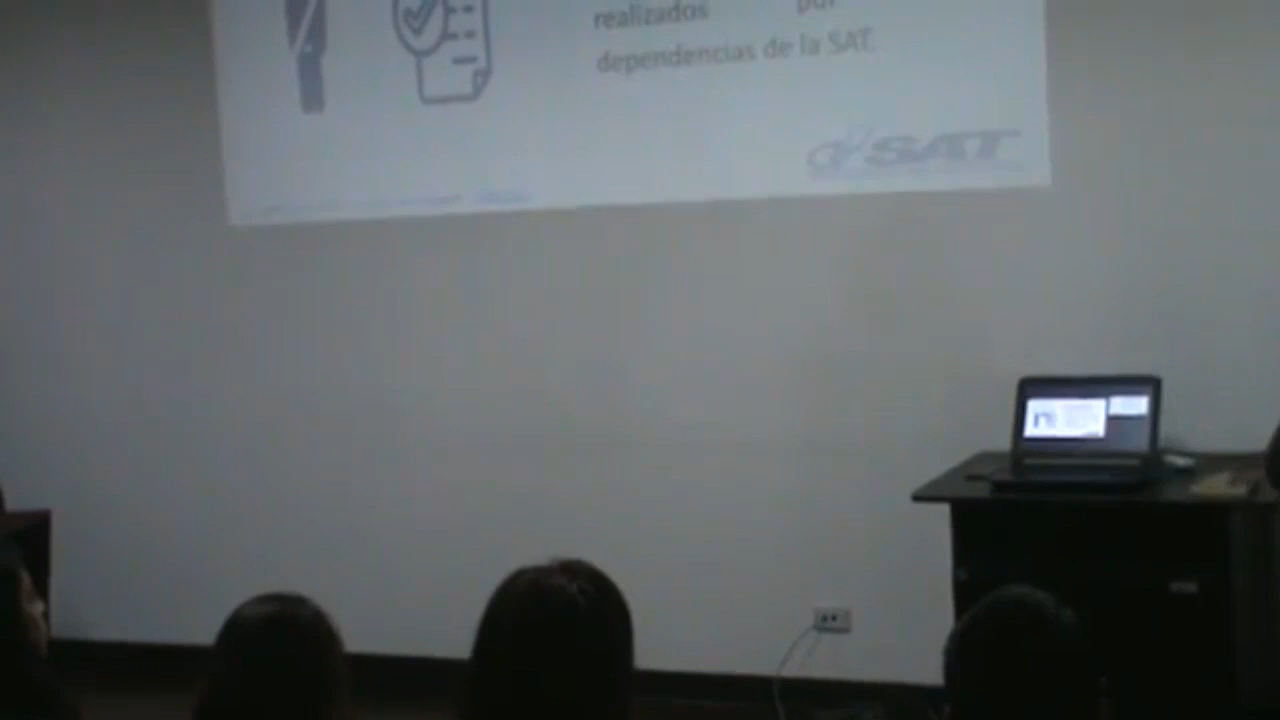 realizados por
dependencias de la SAT.
SAT